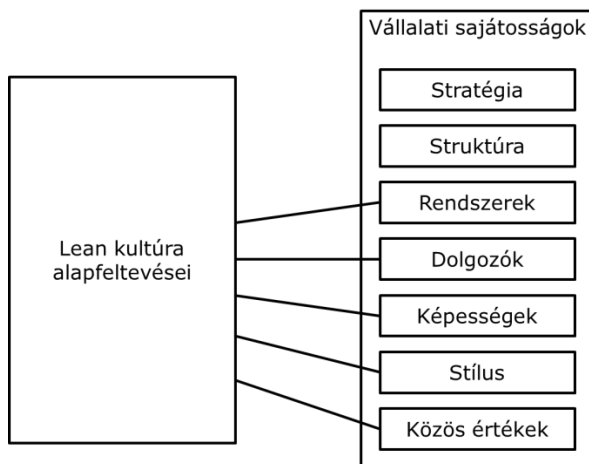 Vállalati sajátosságok
Stratégia
Struktúra
Rendszerek
Lean kultúra
alapfeltevései
Dolgozók
Képességek
Stílus
Közös értékek